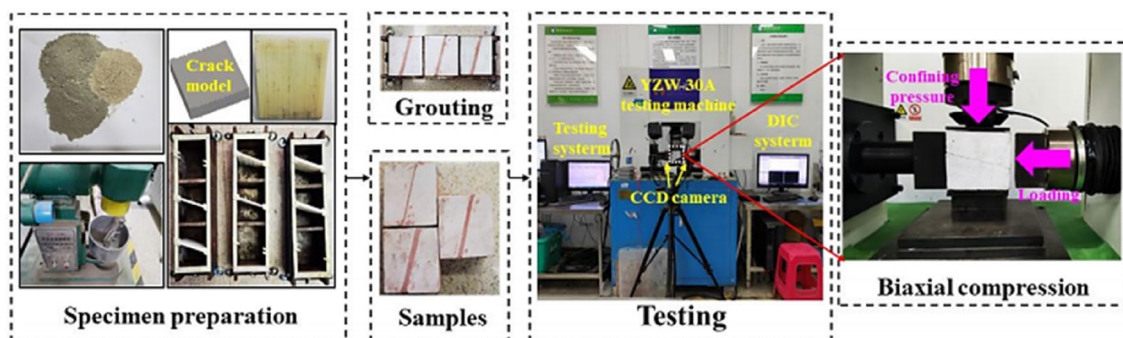 Crack
model
Specimen preparation
Grouting
Samples
YZW-30A
testing machine
Testing
systerm
DIC
systerm
CCD camera
Testing
Confining
pressure
Loading
Biaxial compression